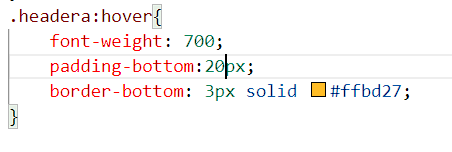 .headera:hover{
font-weight: 700;
padding-bottom:20px;
border-bottom: 3px solid #ffbd27;
}